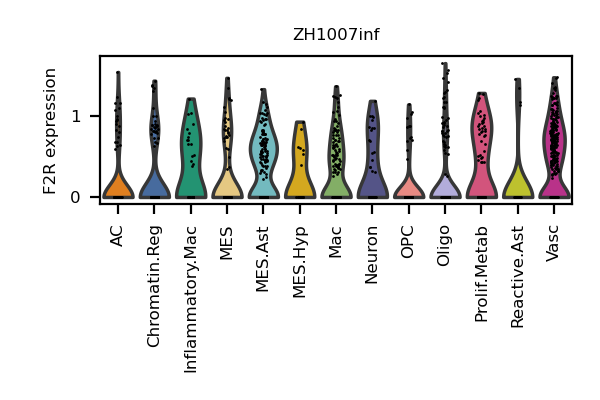 ZH1007inf
F2R expression
1
0
AC
Chromatin.Reg
Inflammatory.Mac
MES
MES.Ast
MES.Hyp
Mac
Neuron
OPC
Oligo
Prolif.Metab
Reactive.Ast
Vasc